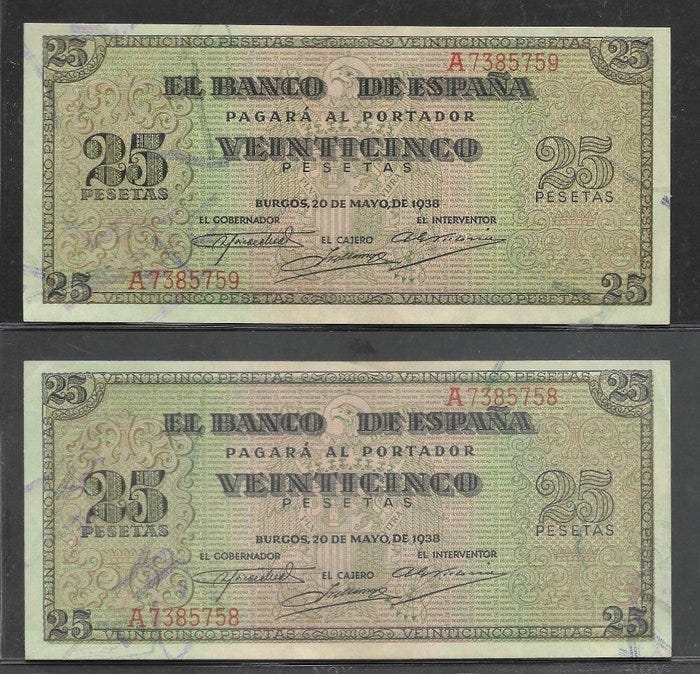 25 VEINTICINCO PESETAS VEINTICINCO PESETAS 25
A7385759
EL BANCO DE ESPAÑA
PAGARÁ AL PORTADOR
25 VEINTICINCO 25
PESETAS PESETAS PESETAS
BURGOS, 20 DE MAYO, DE 1938
EL GOBERNADOR EL INTERVENTOR
EL CAJERO
A7385759
25 VEINTICINCO PESETAS VEINTICINCO PESETAS 25
25 VEINTICINCO PESETAS VEINTICINCO PESETAS 25
A7385758
EL BANCO DE ESPAÑA
PAGARÁ AL PORTADOR
25 VEINTICINCO 25
PESETAS PESETAS PESETAS
BURGOS, 20 DE MAYO, DE 1938
EL GOBERNADOR EL INTERVENTOR
EL CAJERO
A7385758
25 VEINTICINCO PESETAS VEINTICINCO PESETAS 25